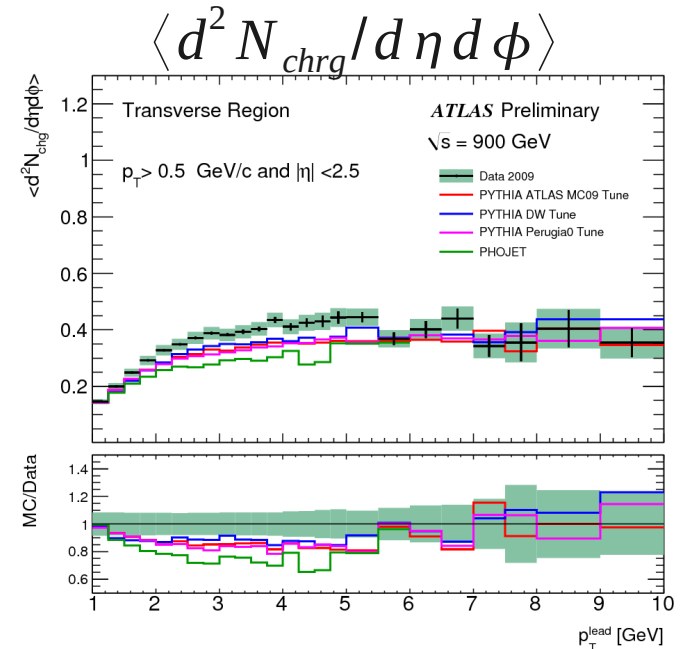 ⟨ d² N_chrg / d η d ϕ ⟩
<d²N_chg/dηdϕ>
Transverse Region
ATLAS Preliminary
√s = 900 GeV
p_T > 0.5 GeV/c and |η| <2.5
Data 2009
PYTHIA ATLAS MC09 Tune
PYTHIA DW Tune
PYTHIA Perugia0 Tune
PHOJET
1.2
1
0.8
0.6
0.4
0.2
MC/Data
1.4
1.2
1
0.8
0.6
1 2 3 4 5 6 7 8 9 10
p_T^lead [GeV]